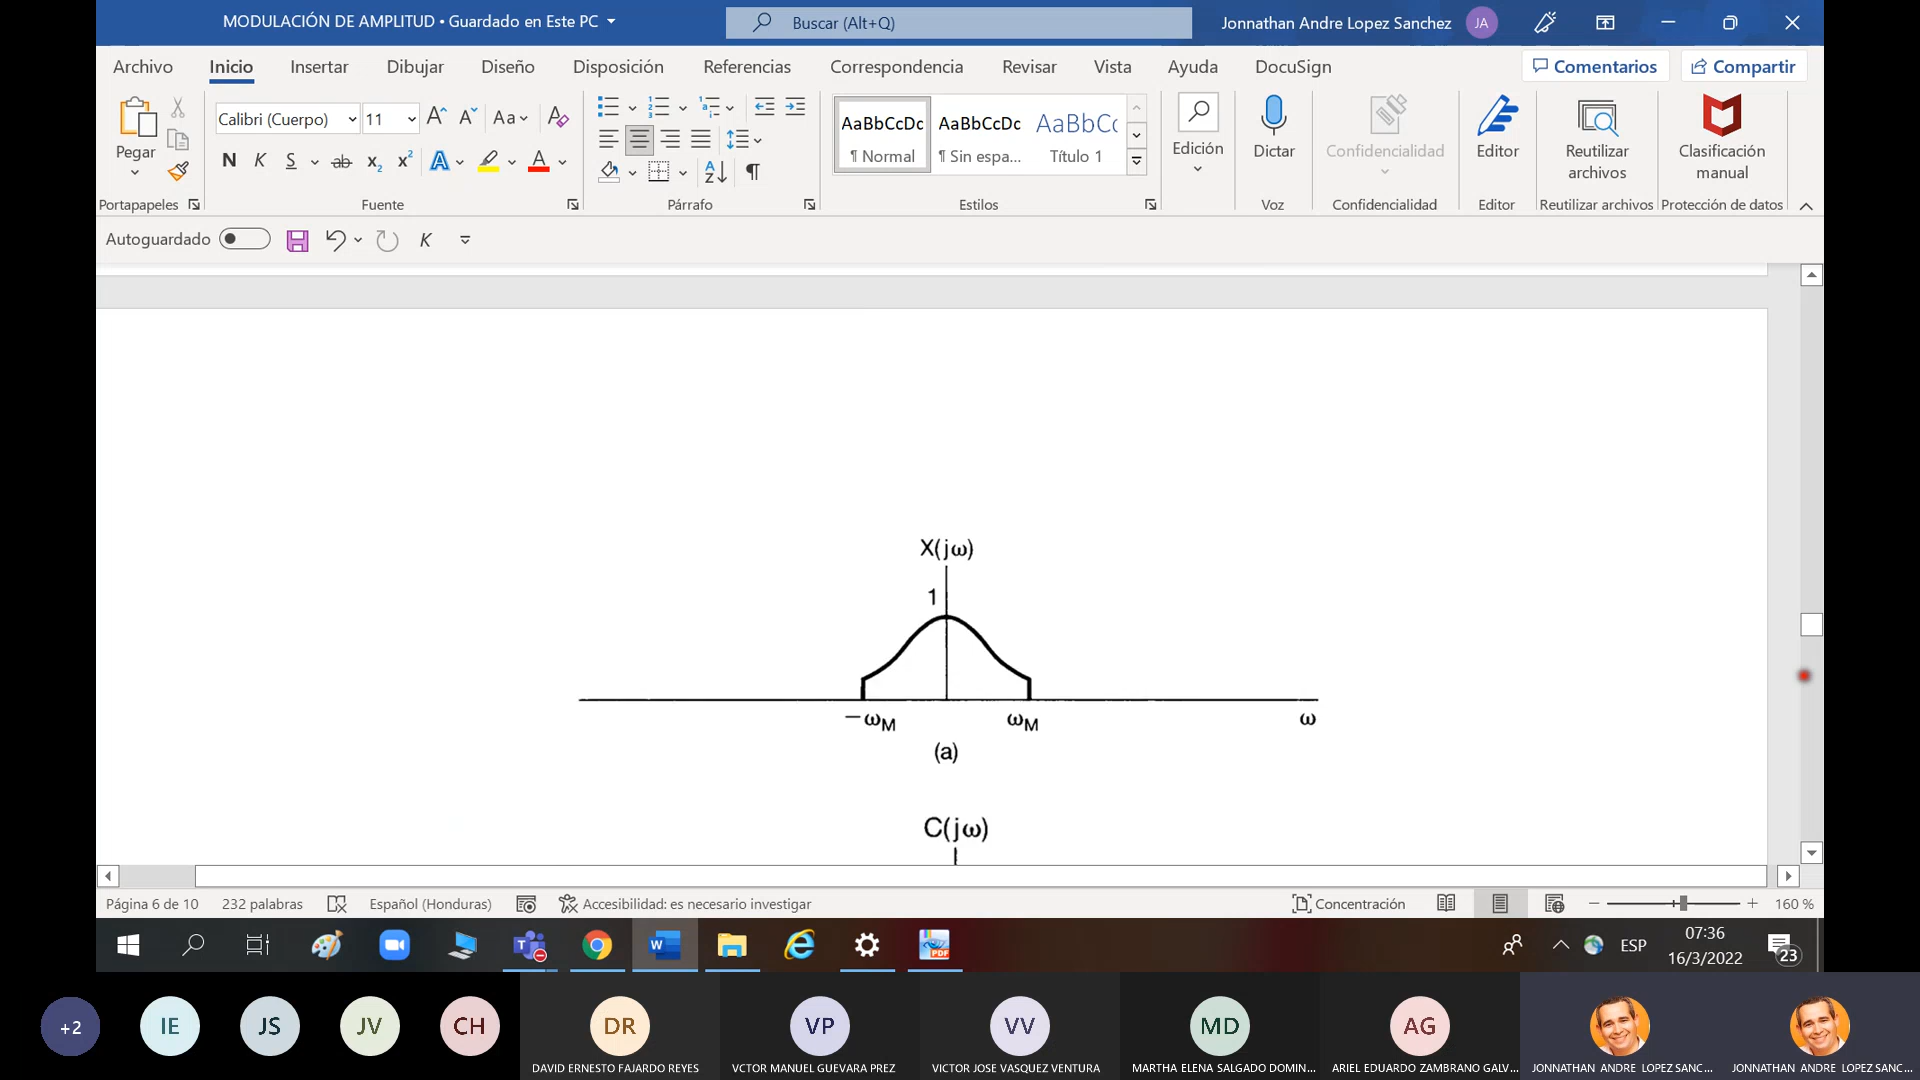 MODULACIÓN DE AMPLITUD • Guardado en Este PC
Buscar (Alt+Q)
Jonnathan Andre Lopez Sanchez
JA
Archivo Inicio Insertar Dibujar Diseño Disposición Referencias Correspondencia Revisar Vista Ayuda DocuSign
Comentarios
Compartir
Pegar
Calibri (Cuerpo) 11
N K S ab x₂ x² A A
AaBbCcDc AaBbCcDc AaBbCc
¶ Normal ¶ Sin espa... Título 1
Edición
Dictar
Confidencialidad
Editor
Reutilizar archivos
Clasificación manual
Portapapeles Fuente Párrafo Estilos Voz Confidencialidad Editor Reutilizar archivos Protección de datos
Autoguardado K
X(jω)
1
−ωM ωM ω
(a)
C(jω)
Página 6 de 10 232 palabras Español (Honduras) Accesibilidad: es necesario investigar Concentración 160 %
ESP
07:36
16/3/2022
23
+2 IE JS JV CH DR VP VV MD AG
DAVID ERNESTO FAJARDO REYES VCTOR MANUEL GUEVARA PREZ VICTOR JOSE VASQUEZ VENTURA MARTHA ELENA SALGADO DOMIN... ARIEL EDUARDO ZAMBRANO GALV... JONNATHAN ANDRE LOPEZ SANC... JONNATHAN ANDRE LOPEZ SANC...